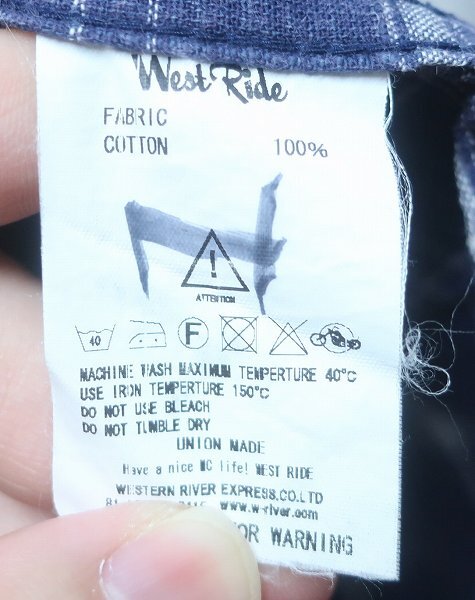 West Ride
FABRIC
COTTON 100%
!
ATTENTION
40 F
MACHINE WASH MAXIMUM TEMPERTURE 40°C
USE IRON TEMPERTURE 150°C
DO NOT USE BLEACH
DO NOT TUMBLE DRY
UNION MADE
Have a nice MC life! WEST RIDE
WESTERN RIVER EXPRESS.CO.LTD
www.w-river.com
OR WARNING